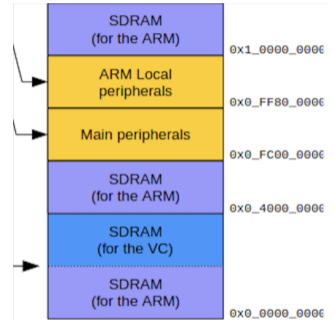 SDRAM
(for the ARM)
0x1_0000_0000
ARM Local
peripherals
0x0_FF80_0000
Main peripherals
0x0_FC00_0000
SDRAM
(for the ARM)
0x0_4000_0000
SDRAM
(for the VC)
SDRAM
(for the ARM)
0x0_0000_0000